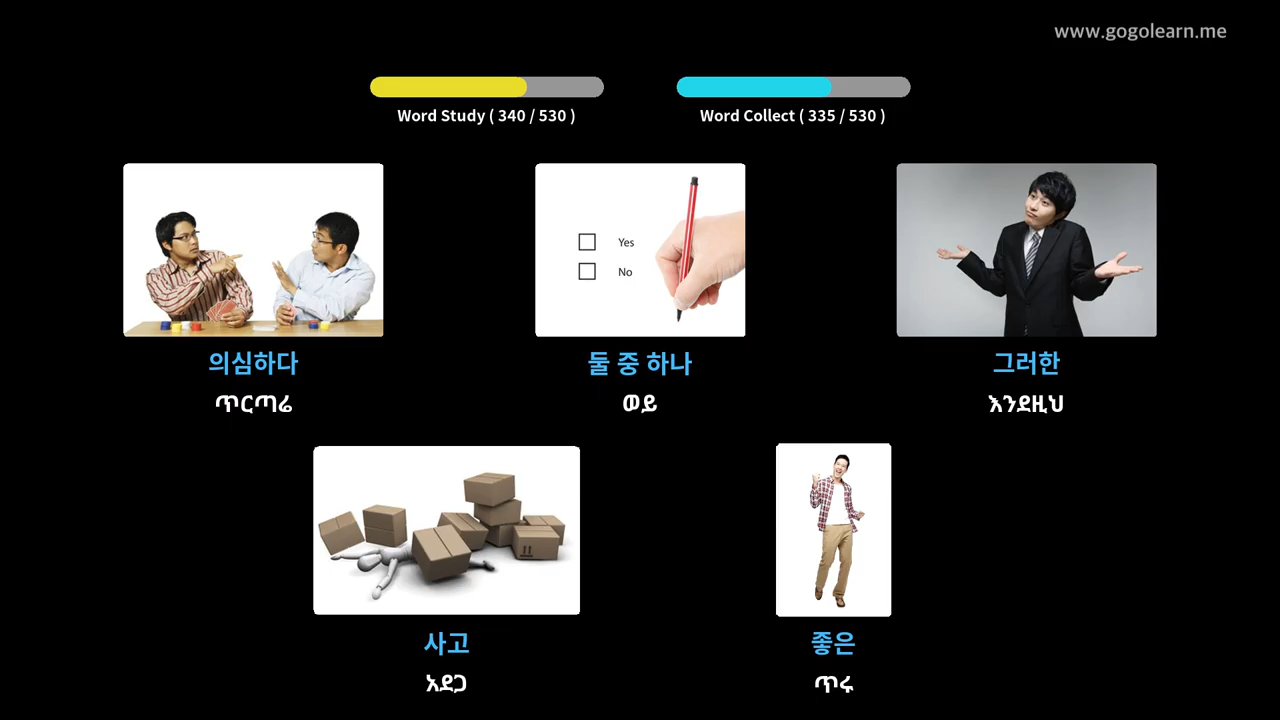 www.gogolearn.me
Word Study ( 340 / 530 )
Word Collect ( 335 / 530 )
Yes
No
의심하다
둘 중 하나
그러한
ጥርጣሬ
ወይ
እንደዚህ
사고
좋은
አደጋ
ጥሩ